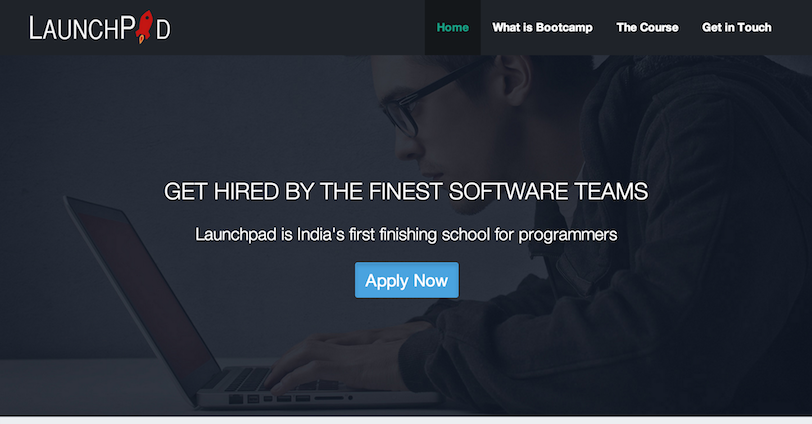 LAUNCHPAD
Home
What is Bootcamp
The Course
Get in Touch
GET HIRED BY THE FINEST SOFTWARE TEAMS
Launchpad is India's first finishing school for programmers
Apply Now